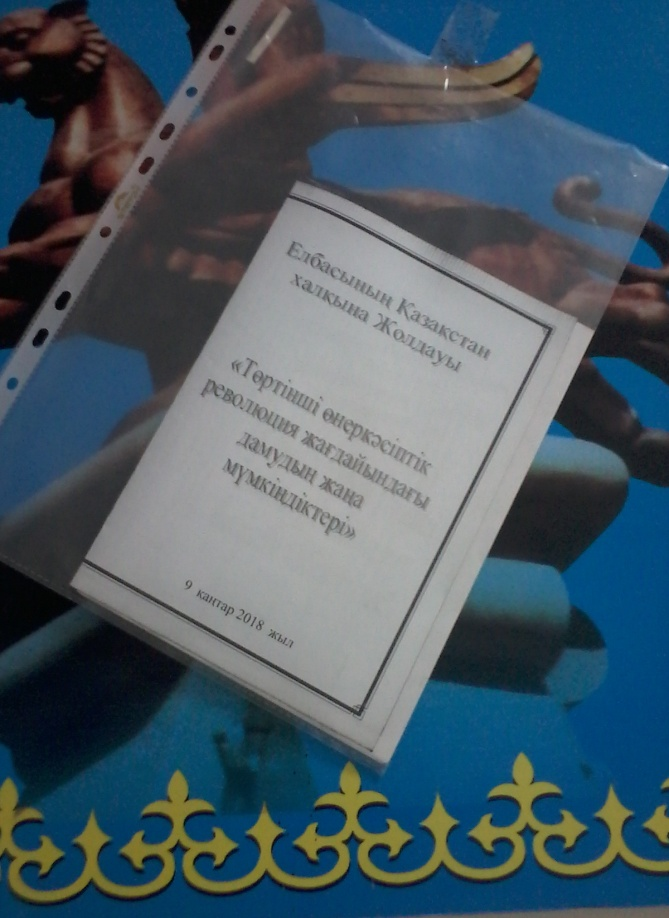 Елбасының Қазақстан
халқына Жолдауы
«Төртінші өнеркәсіптік
революция жағдайындағы
дамудың жаңа
мүмкіндіктері»
9 қаңтар 2018 жыл